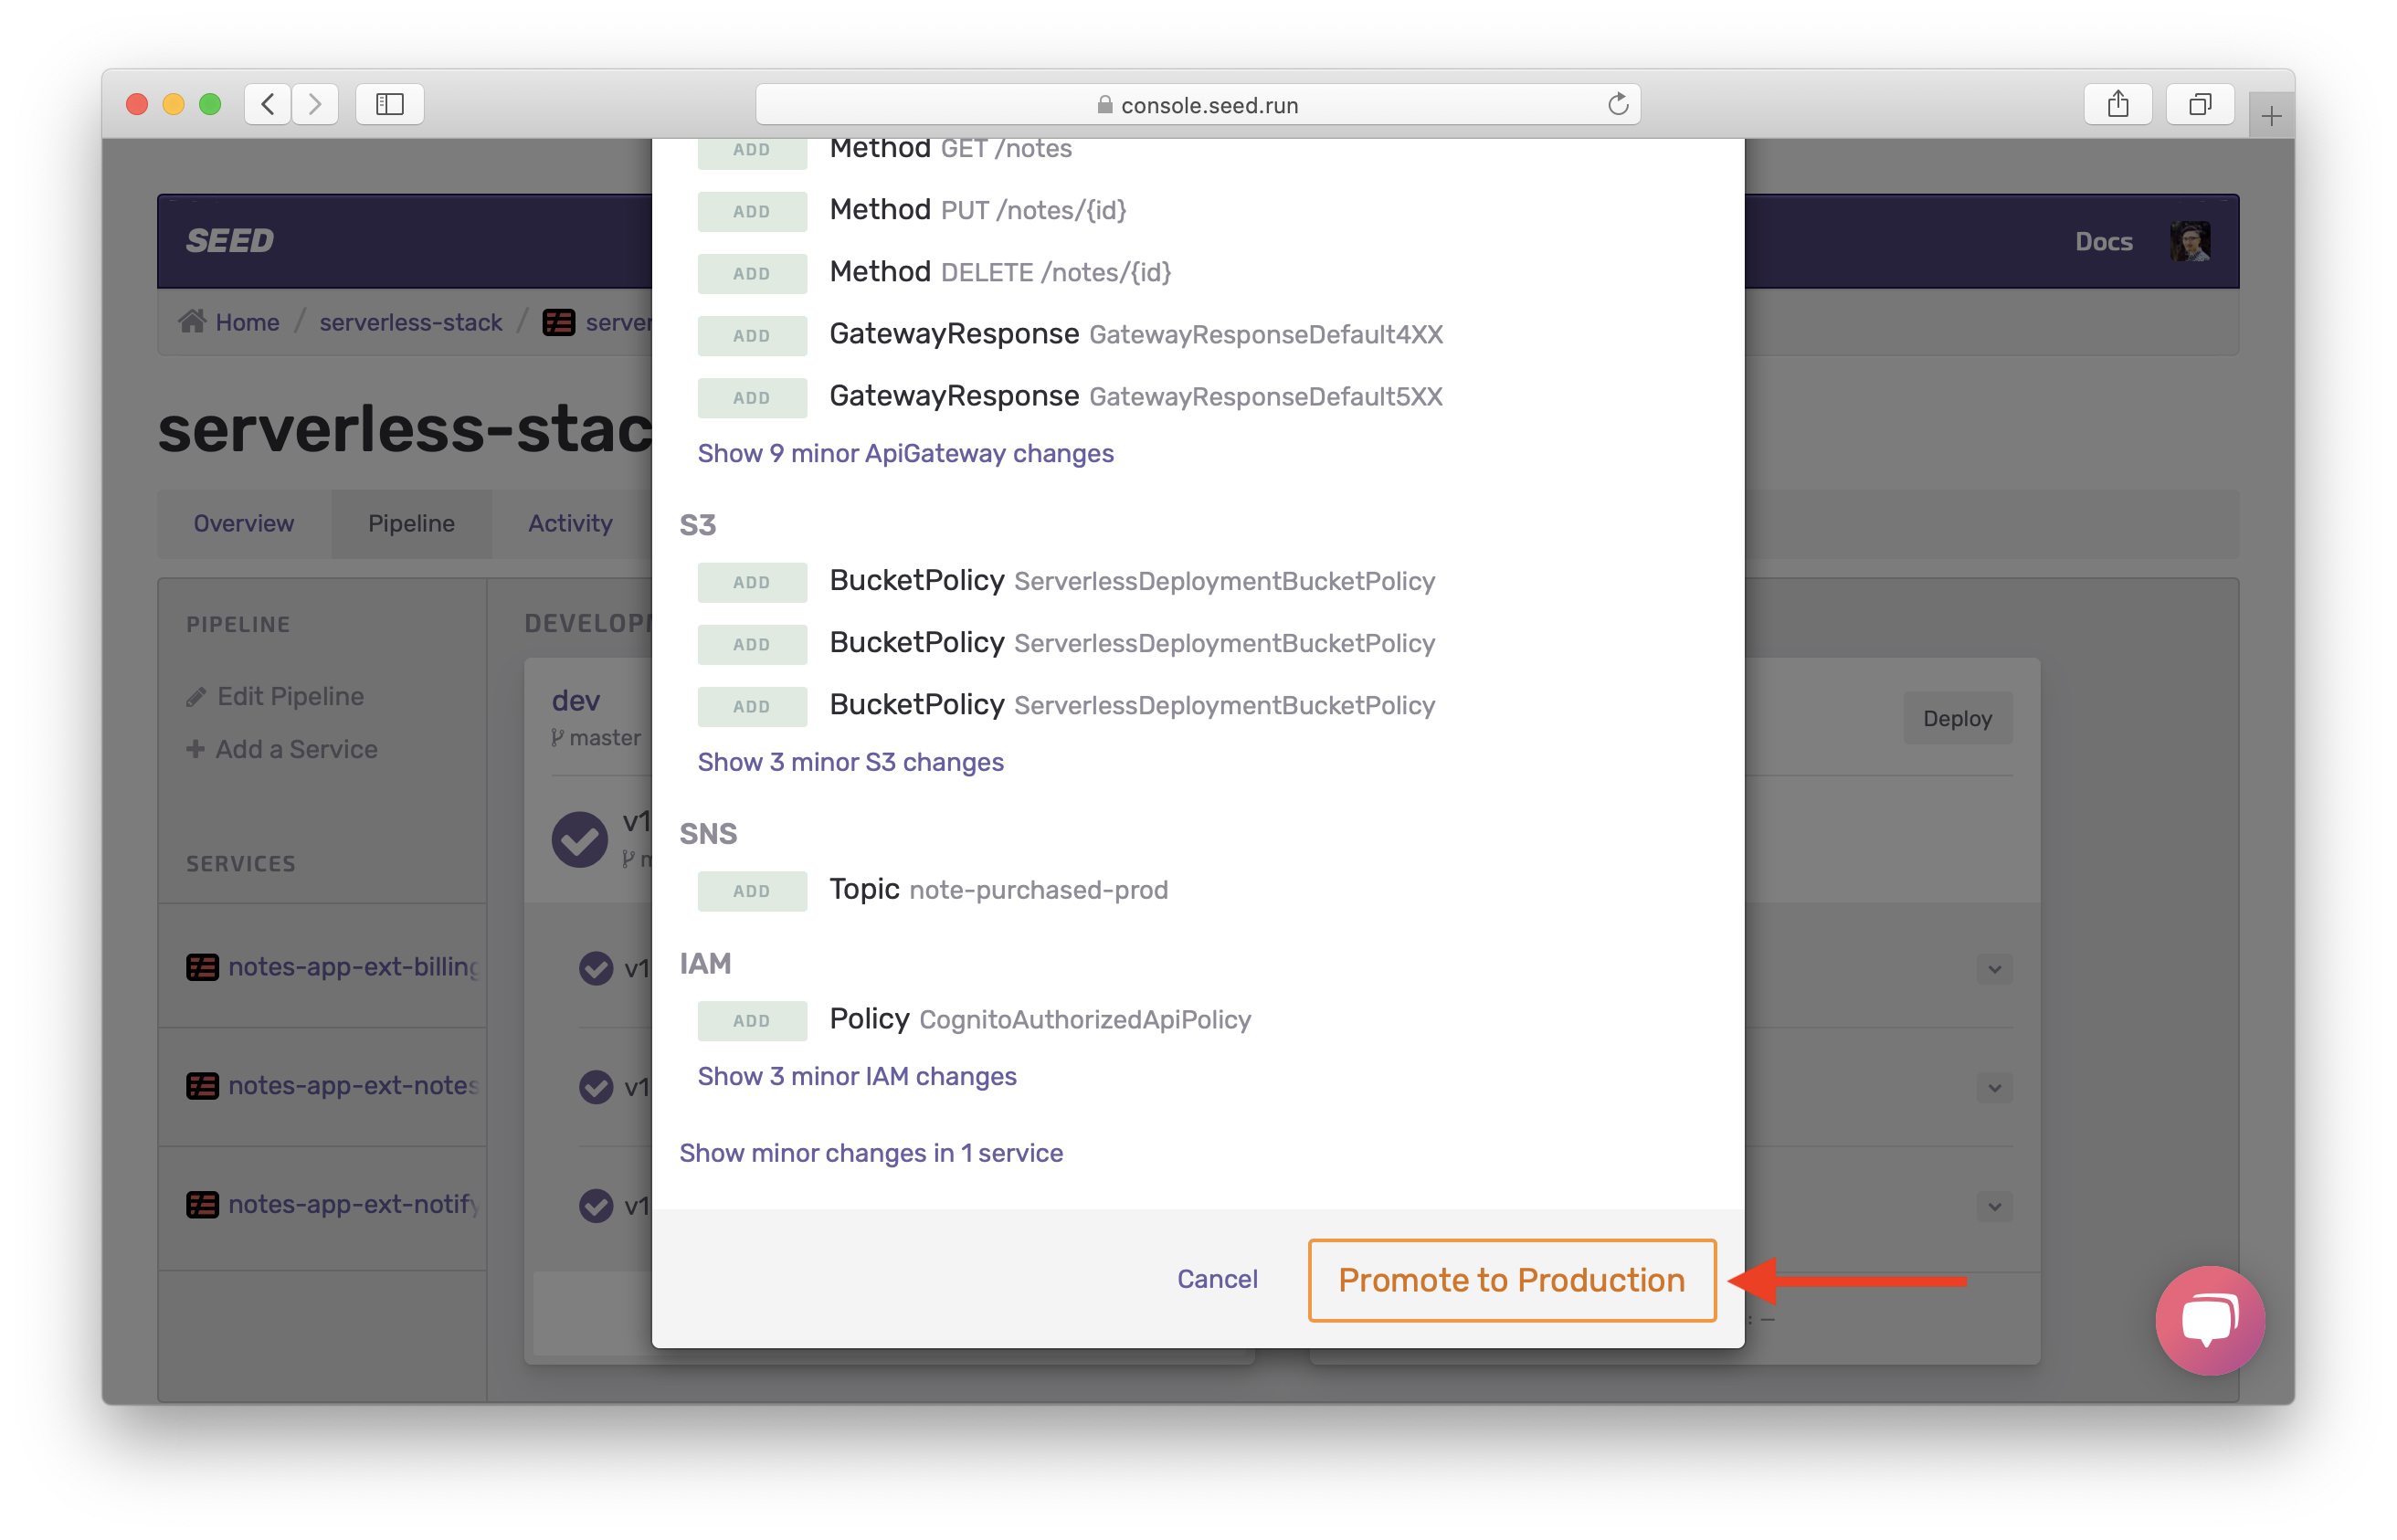 console.seed.run
SEED
Docs
Home / serverless-stack /
serverless-stac
Overview
Pipeline
Activity
PIPELINE
Edit Pipeline
Add a Service
SERVICES
notes-app-ext-billing
notes-app-ext-notes
notes-app-ext-notify
dev
master
v1
v1
v1
v1
Deploy
ADD Method GET /notes
ADD Method PUT /notes/{id}
ADD Method DELETE /notes/{id}
ADD GatewayResponse GatewayResponseDefault4XX
ADD GatewayResponse GatewayResponseDefault5XX
Show 9 minor ApiGateway changes
S3
ADD BucketPolicy ServerlessDeploymentBucketPolicy
ADD BucketPolicy ServerlessDeploymentBucketPolicy
ADD BucketPolicy ServerlessDeploymentBucketPolicy
Show 3 minor S3 changes
SNS
ADD Topic note-purchased-prod
IAM
ADD Policy CognitoAuthorizedApiPolicy
Show 3 minor IAM changes
Show minor changes in 1 service
Cancel
Promote to Production